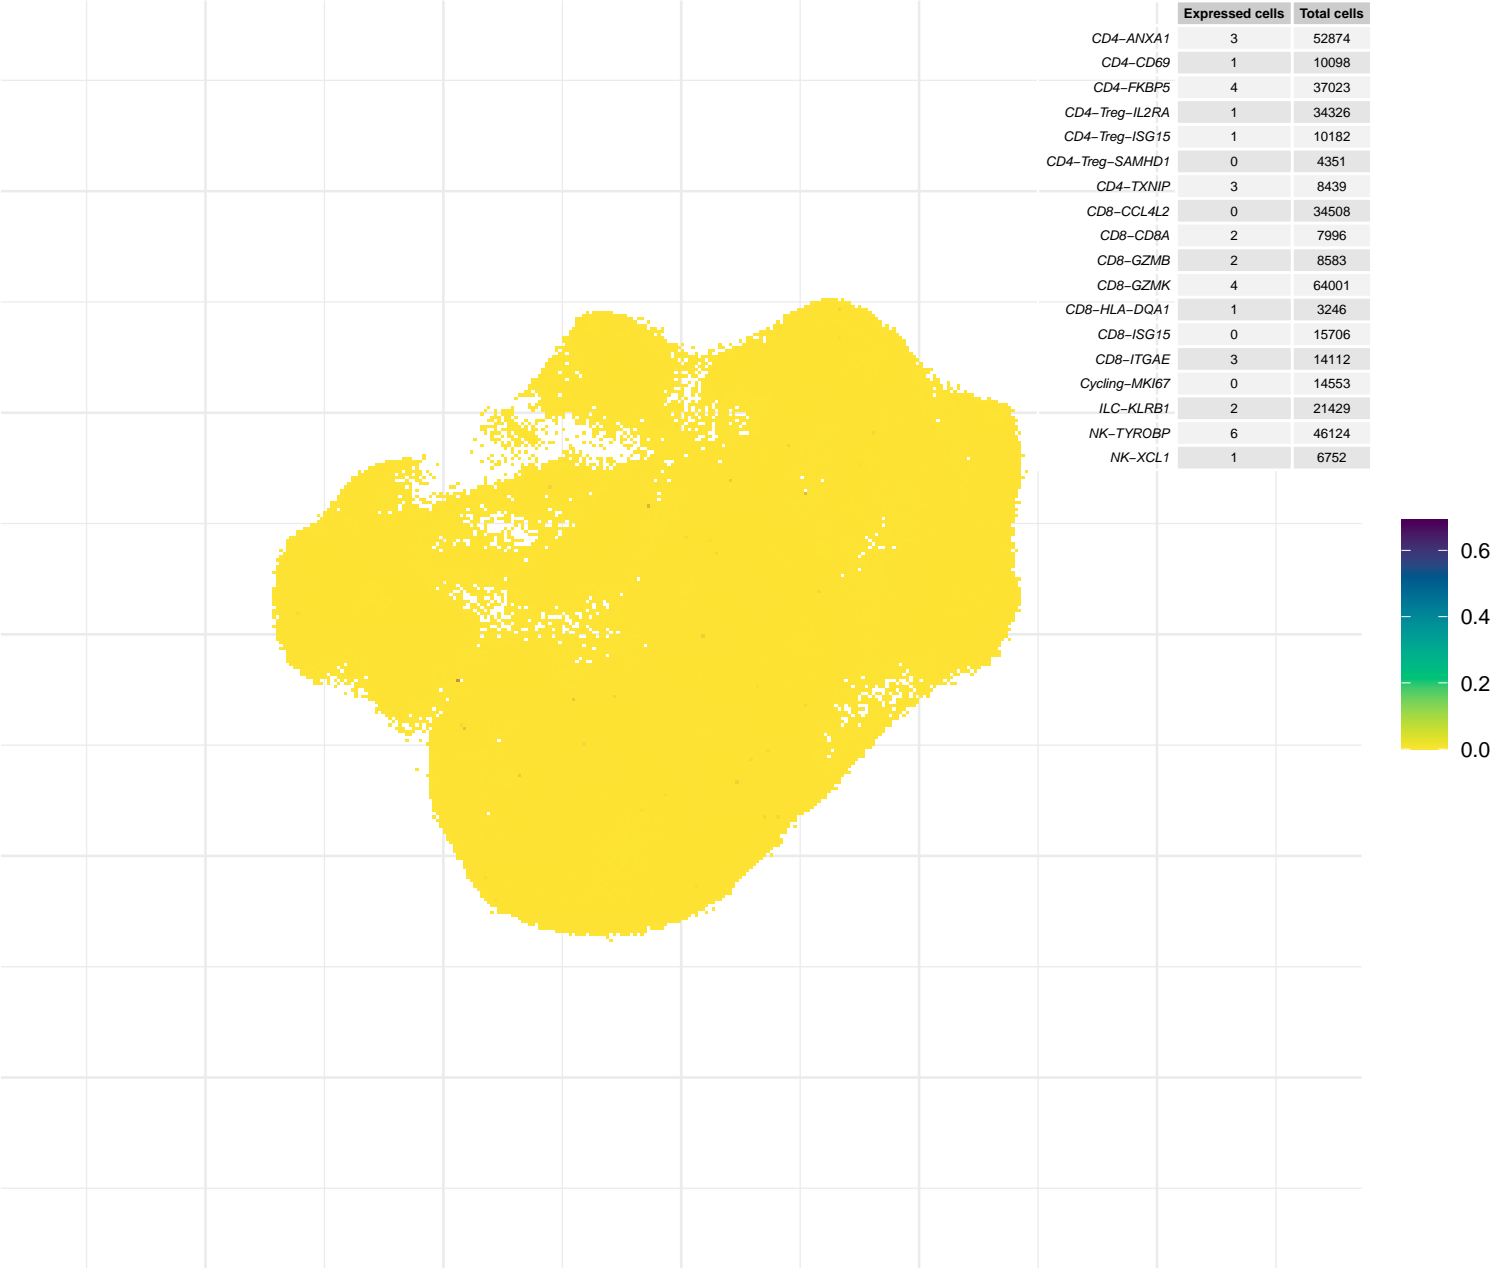 Expressed cells Total cells
CD4−ANXA1 3 52874
CD4−CD69 1 10098
CD4−FKBP5 4 37023
CD4−Treg−IL2RA 1 34326
CD4−Treg−ISG15 1 10182
CD4−Treg−SAMHD1 0 4351
CD4−TXNIP 3 8439
CD8−CCL4L2 0 34508
CD8−CD8A 2 7996
CD8−GZMB 2 8583
CD8−GZMK 4 64001
CD8−HLA−DQA1 1 3246
CD8−ISG15 0 15706
CD8−ITGAE 3 14112
Cycling−MKI67 0 14553
ILC−KLRB1 2 21429
NK−TYROBP 6 46124
NK−XCL1 1 6752
0.6
0.4
0.2
0.0